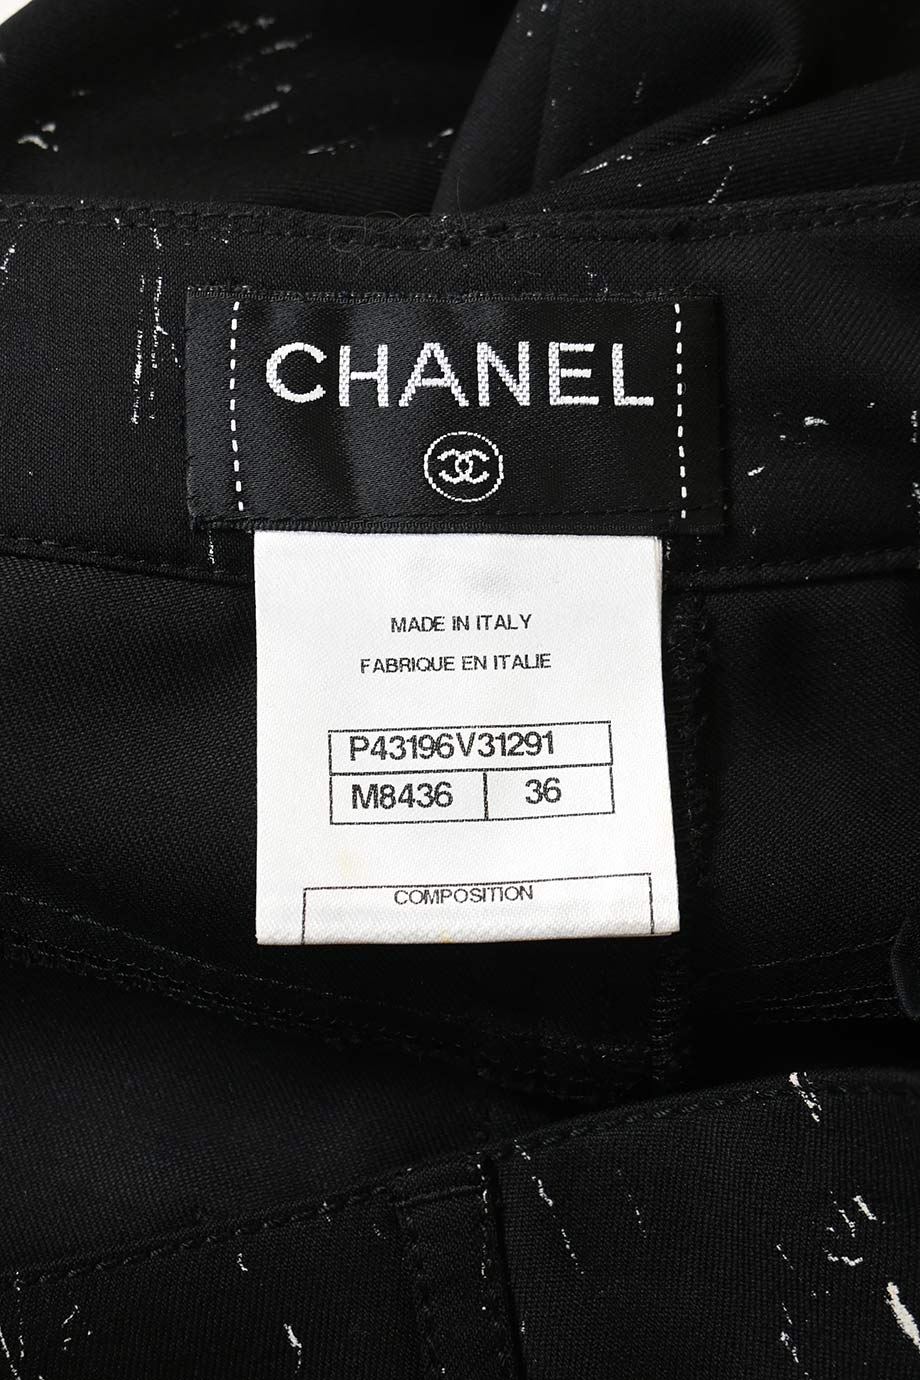 CHANEL
MADE IN ITALY
FABRIQUE EN ITALIE
P43196V31291
M8436 36
COMPOSITION